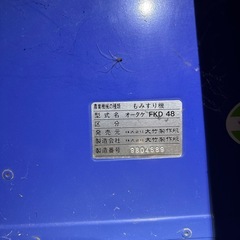 農業機械の種類 もみすり機
型式名 オータケ FKD 48
区分
発売元 株式会社 大竹製作所
製造会社 株式会社 大竹製作所
製造番号 8804589